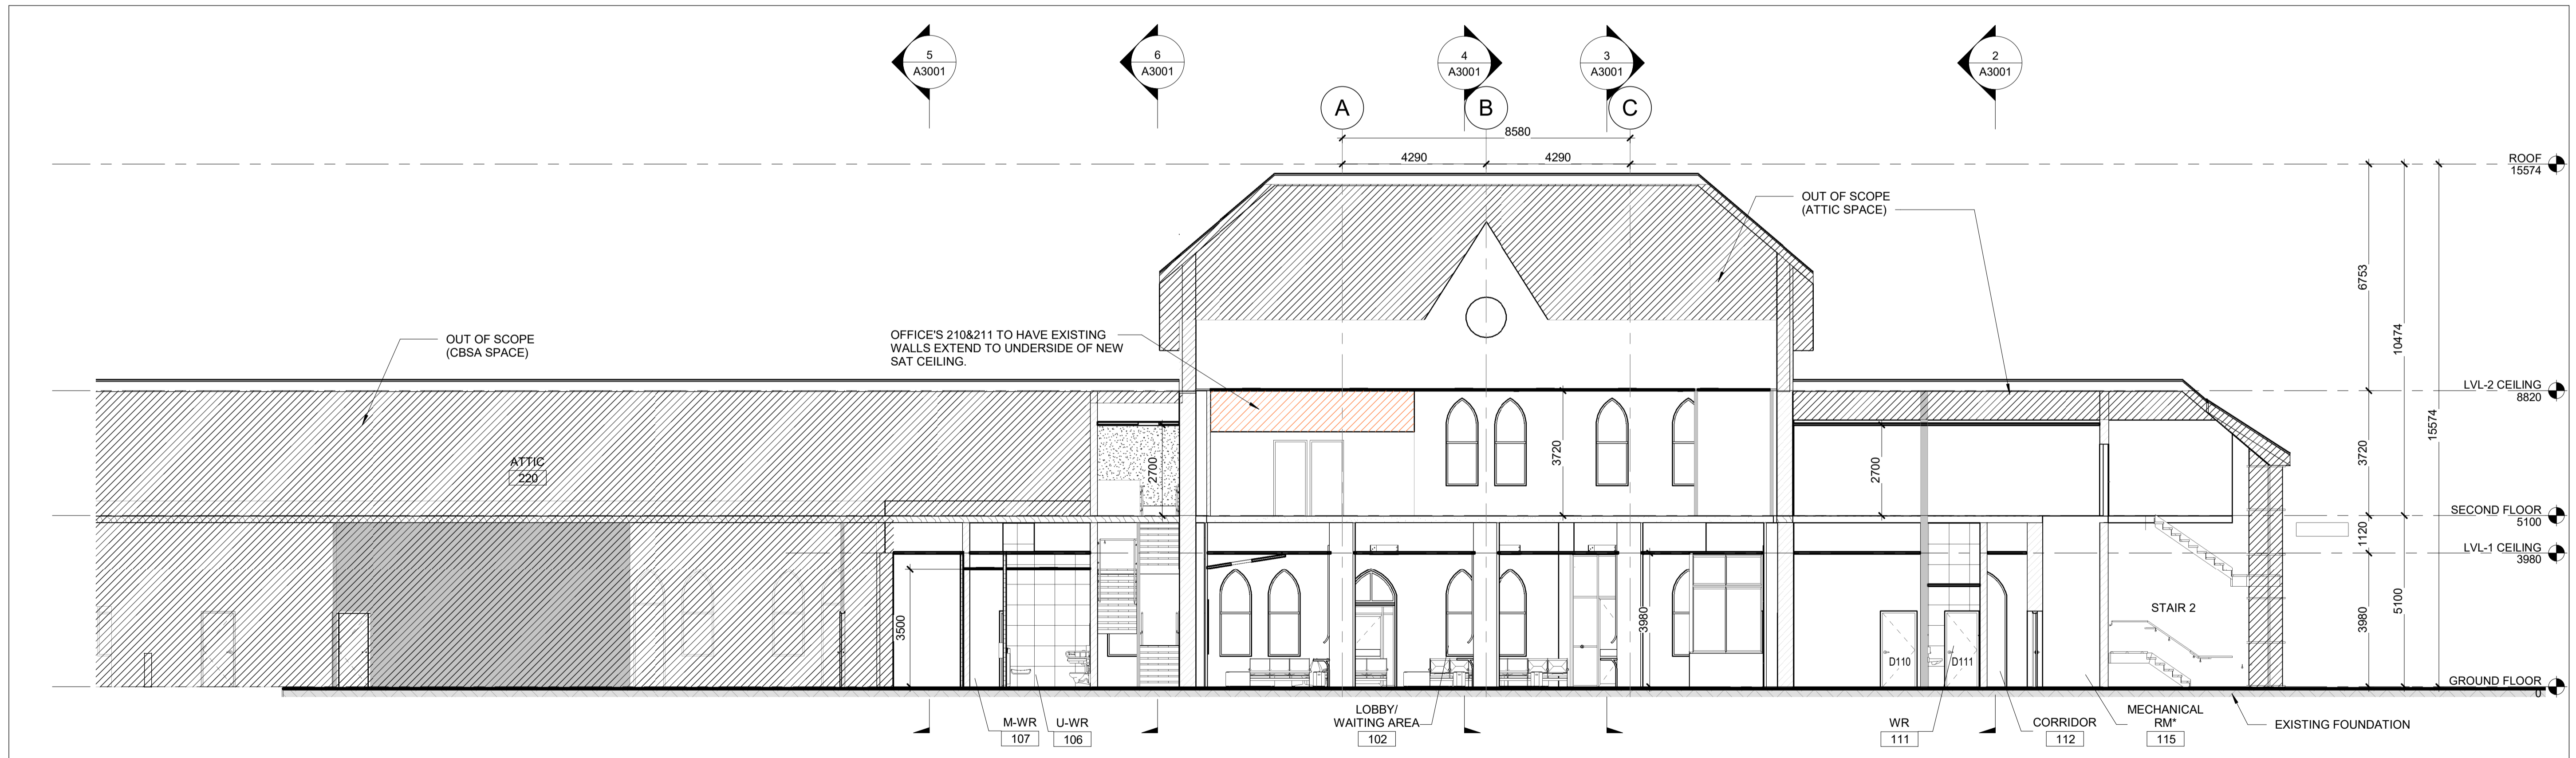 5
A3001
6
A3001
4
A3001
3
A3001
2
A3001
A
B
C
8580
4290
4290
ROOF
15574
OUT OF SCOPE
(ATTIC SPACE)
6753
10474
15574
OUT OF SCOPE
(CBSA SPACE)
OFFICE'S 210&211 TO HAVE EXISTING
WALLS EXTEND TO UNDERSIDE OF NEW
SAT CEILING.
LVL-2 CEILING
8820
ATTIC
220
2700
3720
2700
3720
SECOND FLOOR
5100
1120
LVL-1 CEILING
3980
3500
3980
D110
D111
STAIR 2
3980
5100
GROUND FLOOR
0
M-WR
107
U-WR
106
LOBBY/
WAITING AREA
102
WR
111
CORRIDOR
112
MECHANICAL
RM*
115
EXISTING FOUNDATION